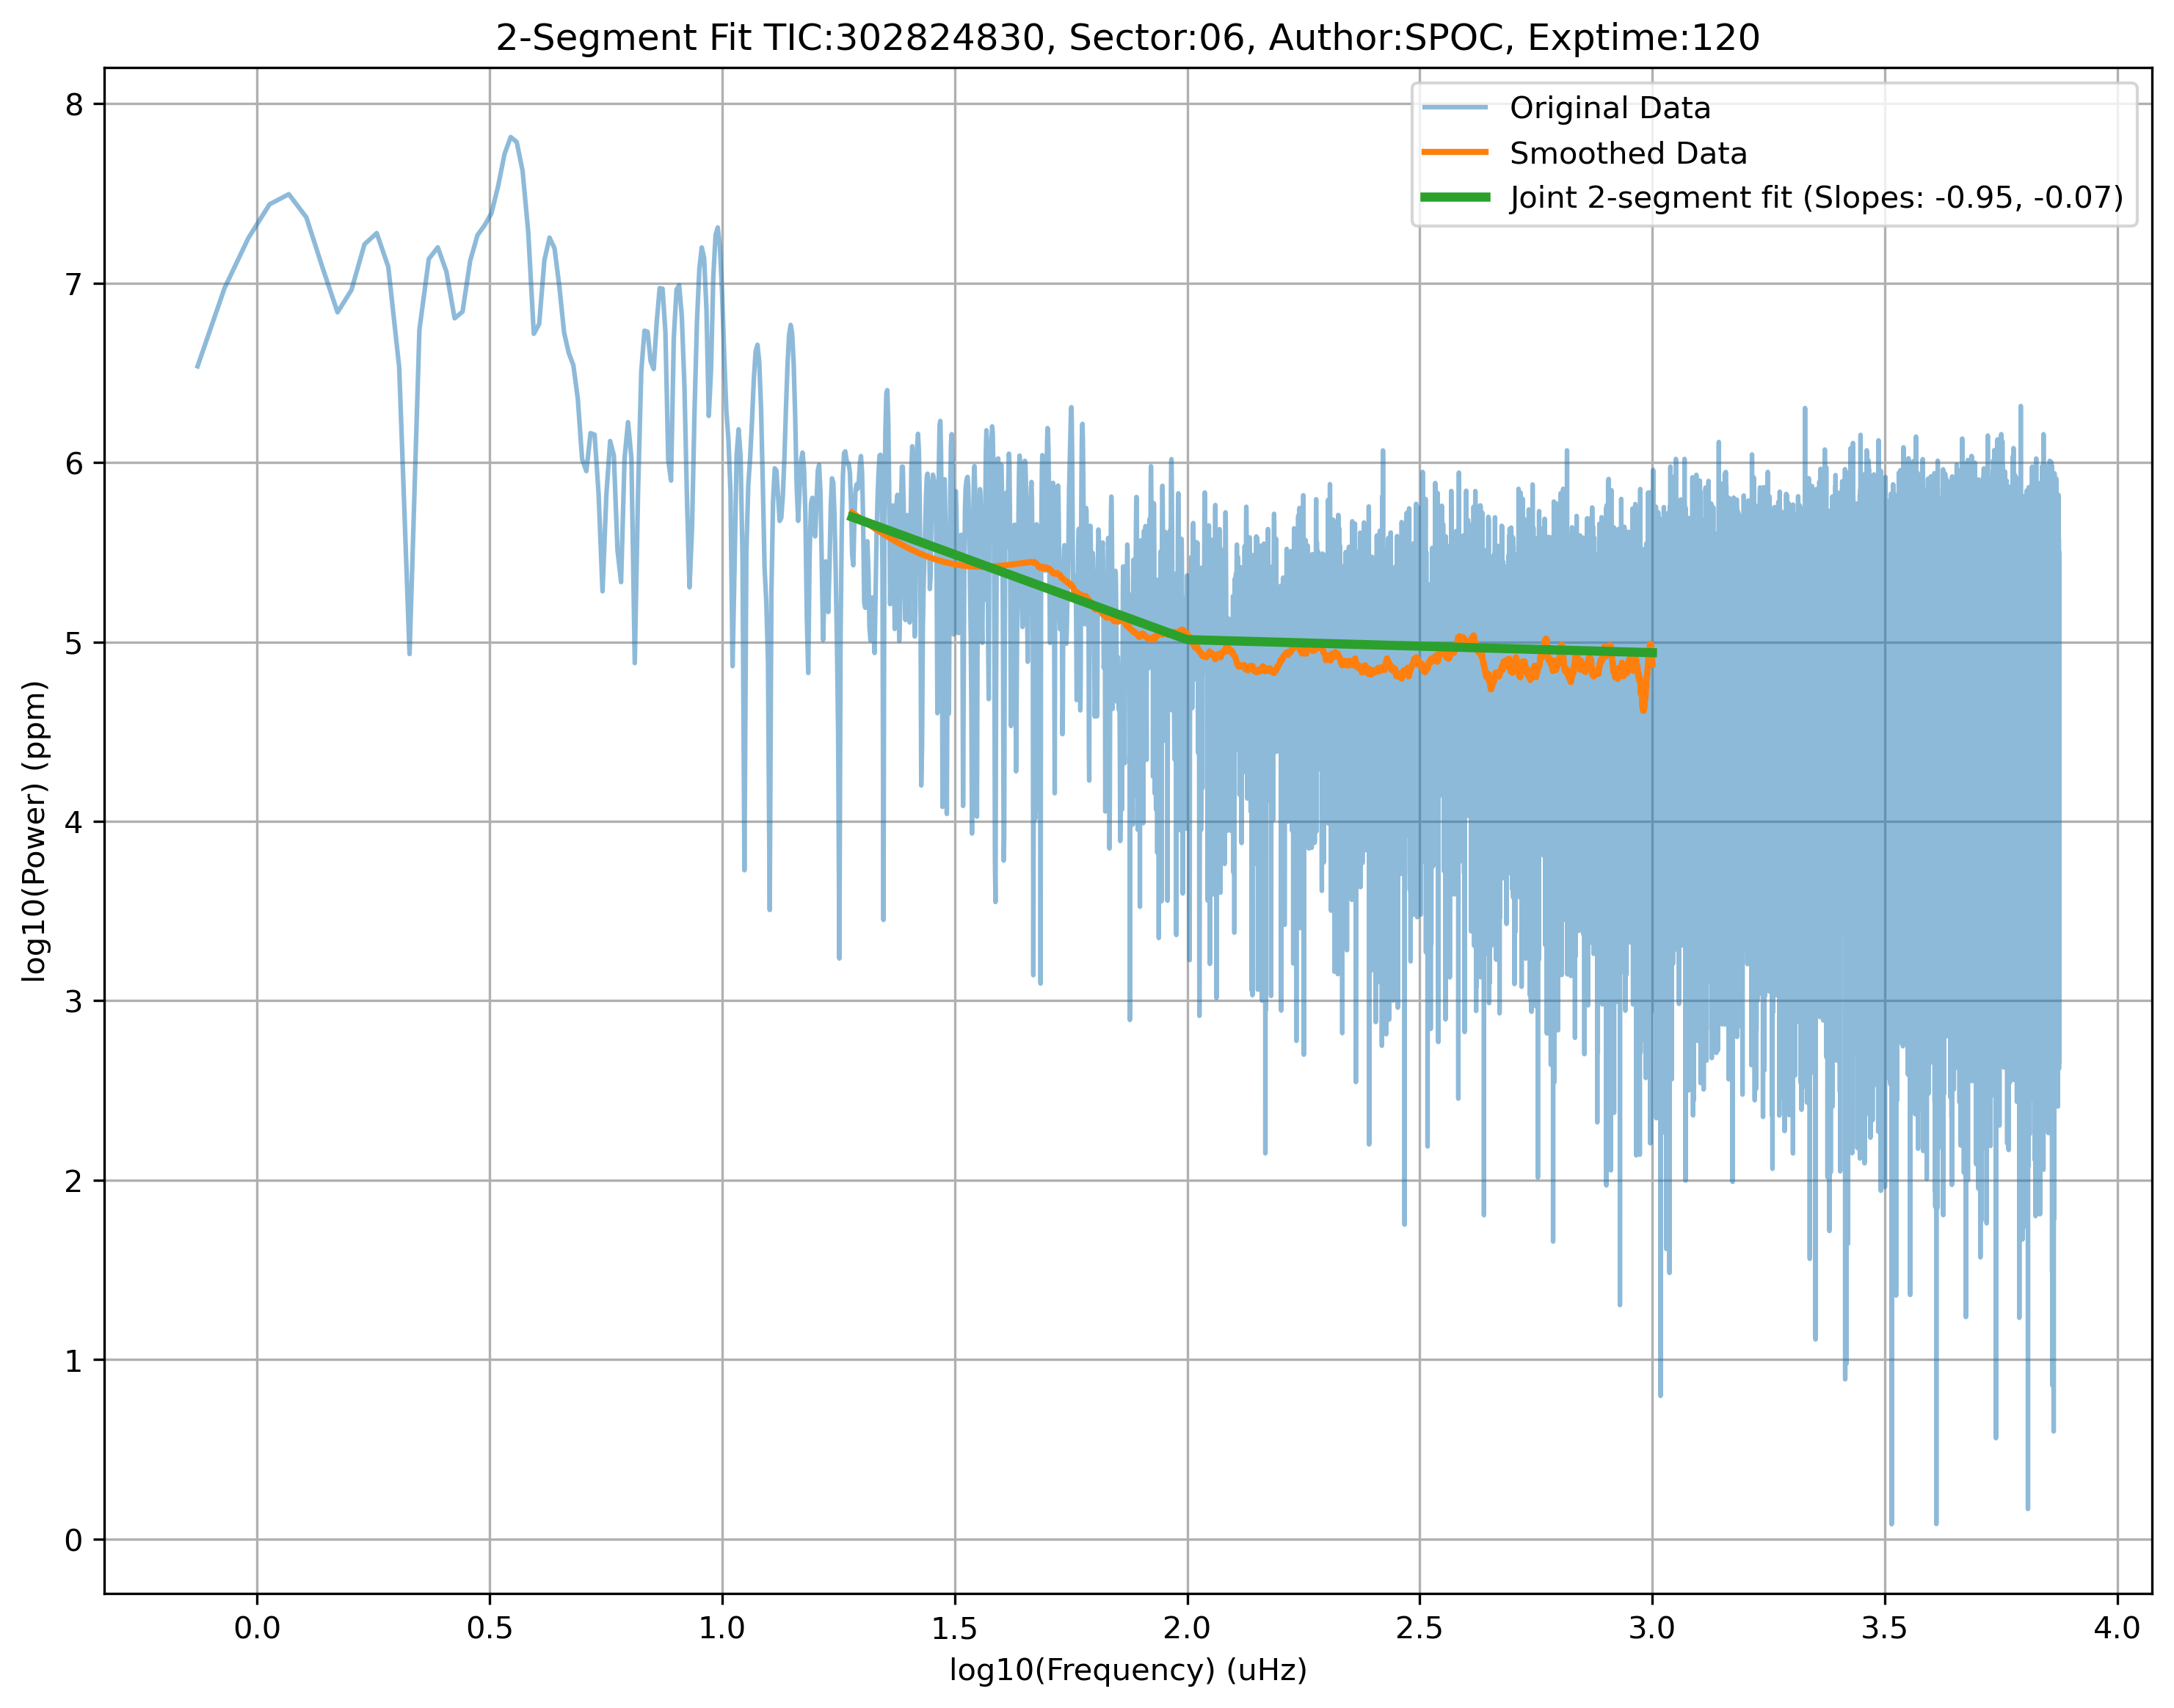 2-Segment Fit TIC:302824830, Sector:06, Author:SPOC, Exptime:120
Original Data
Smoothed Data
Joint 2-segment fit (Slopes: -0.95, -0.07)
log10(Power) (ppm)
8
7
6
5
4
3
2
1
0
0.0 0.5 1.0 1.5 2.0 2.5 3.0 3.5 4.0
log10(Frequency) (uHz)